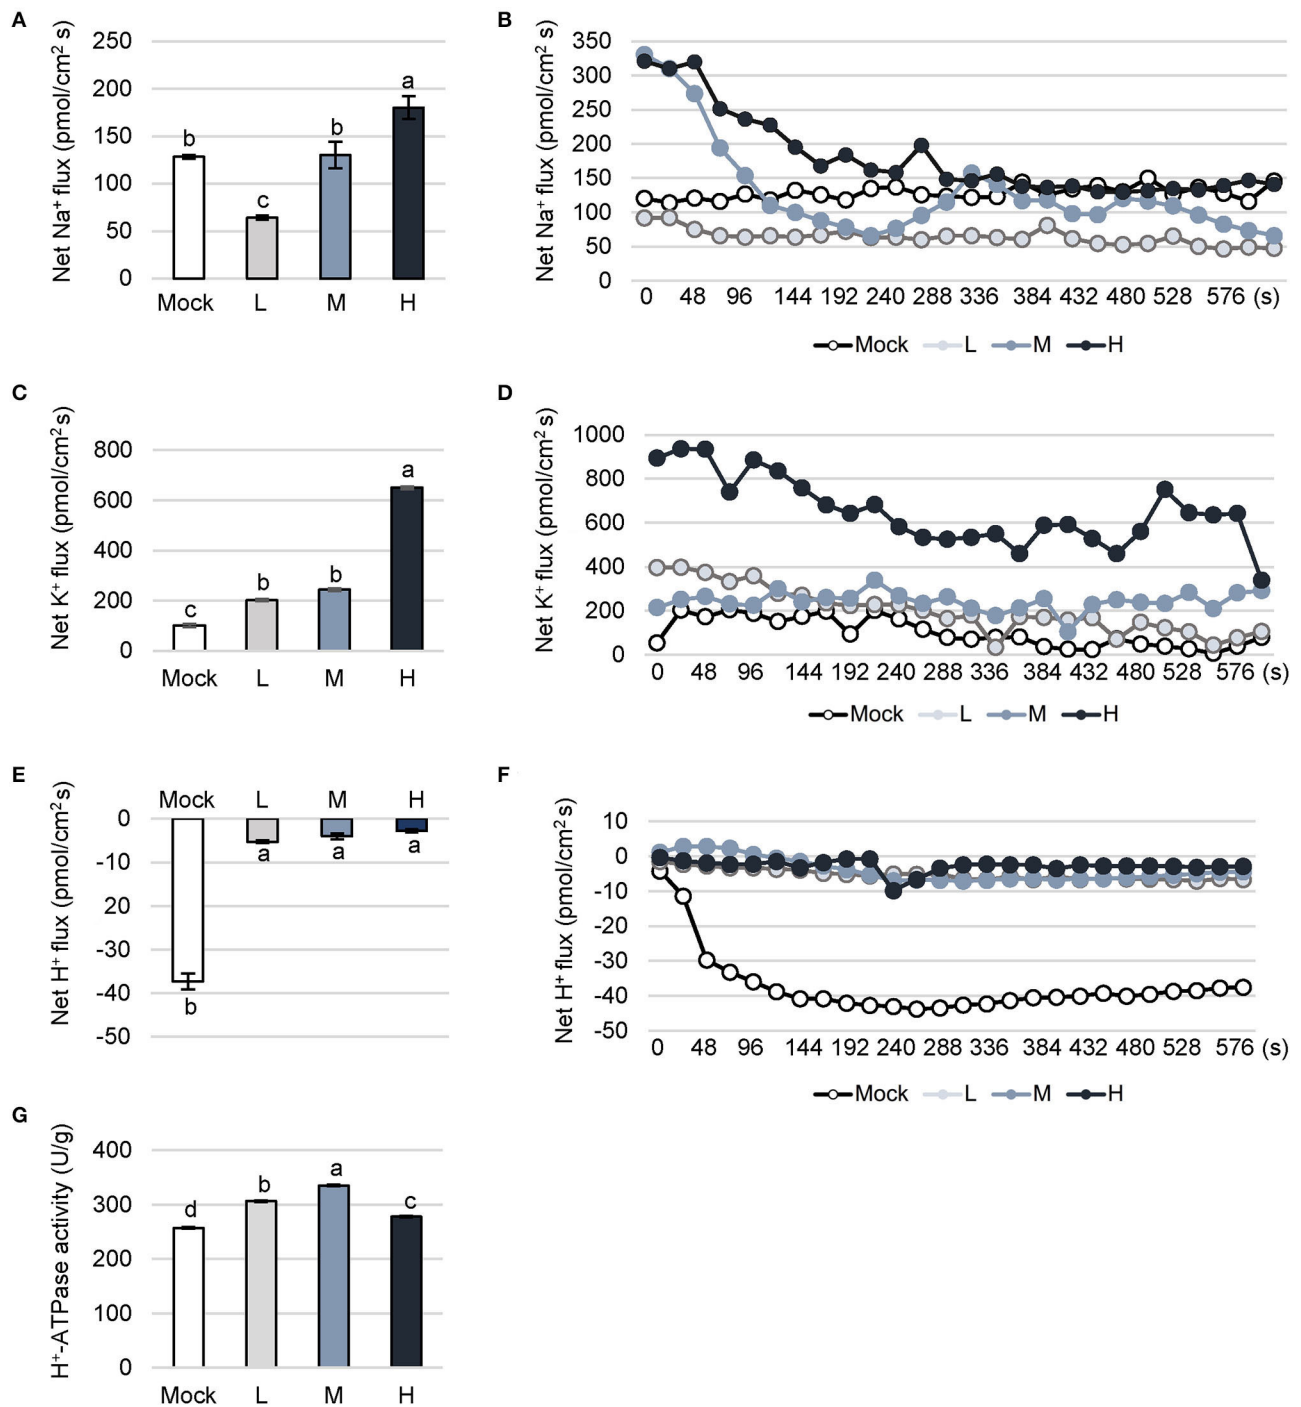 A
Net Na⁺ flux (pmol/cm² s)
250
200
150
100
50
0
b
c
b
a
Mock L M H
B
Net Na⁺ flux (pmol/cm² s)
350
300
250
200
150
100
50
0
0 48 96 144 192 240 288 336 384 432 480 528 576 (s)
Mock L M H
C
Net K⁺ flux (pmol/cm² s)
800
600
400
200
0
c
b
b
a
Mock L M H
D
Net K⁺ flux (pmol/cm² s)
1000
800
600
400
200
0
0 48 96 144 192 240 288 336 384 432 480 528 576 (s)
Mock L M H
E
Net H⁺ flux (pmol/cm² s)
Mock L M H
0
-10
20
-30
-40
-50
b
a
a
a
F
Net H⁺ flux (pmol/cm² s)
10
0
-10
-20
-30
-40
-50
0 48 96 144 192 240 288 336 384 432 480 528 576 (s)
Mock L M H
G
H⁺-ATPase activity (U/g)
400
300
200
100
0
d
b
a
c
Mock L M H